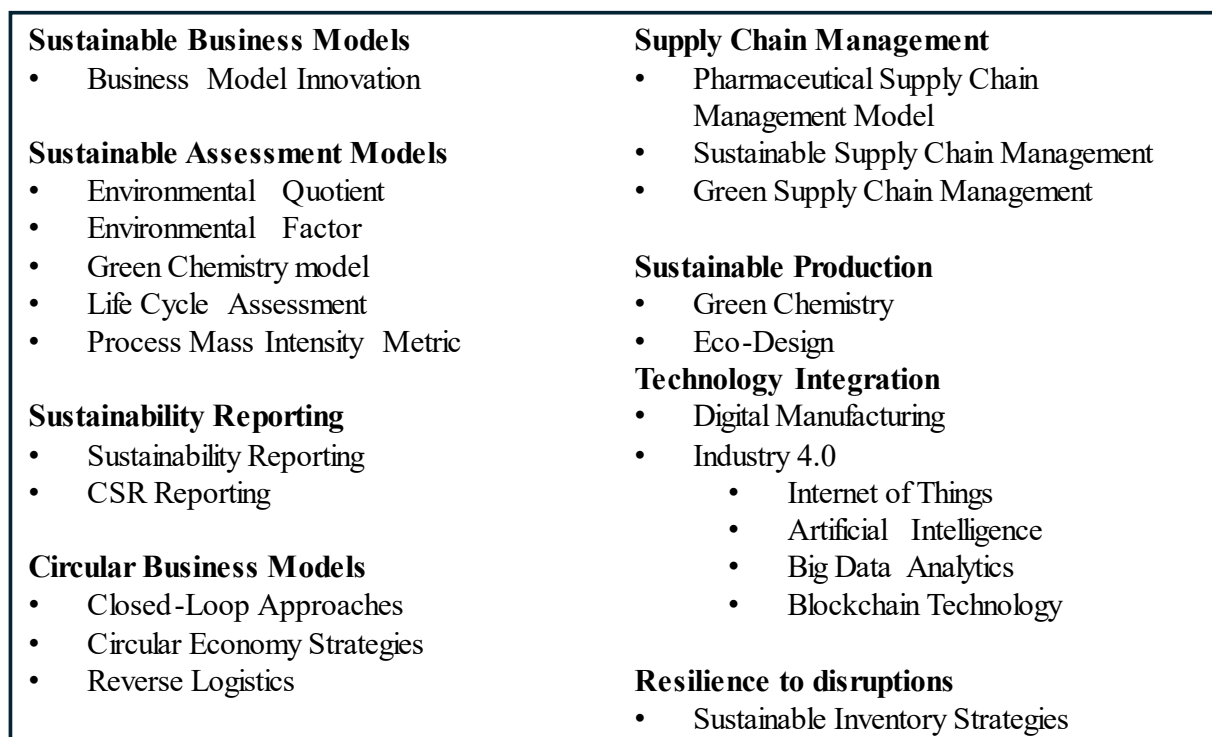 Sustainable Business Models
• Business Model Innovation
Sustainable Assessment Models
• Environmental Quotient
• Environmental Factor
• Green Chemistry model
• Life Cycle Assessment
• Process Mass Intensity Metric
Sustainability Reporting
• Sustainability Reporting
• CSR Reporting
Circular Business Models
• Closed-Loop Approaches
• Circular Economy Strategies
• Reverse Logistics
Supply Chain Management
• Pharmaceutical Supply Chain
Management Model
• Sustainable Supply Chain Management
• Green Supply Chain Management
Sustainable Production
• Green Chemistry
• Eco-Design
Technology Integration
• Digital Manufacturing
• Industry 4.0
• Internet of Things
• Artificial Intelligence
• Big Data Analytics
• Blockchain Technology
Resilience to disruptions
• Sustainable Inventory Strategies